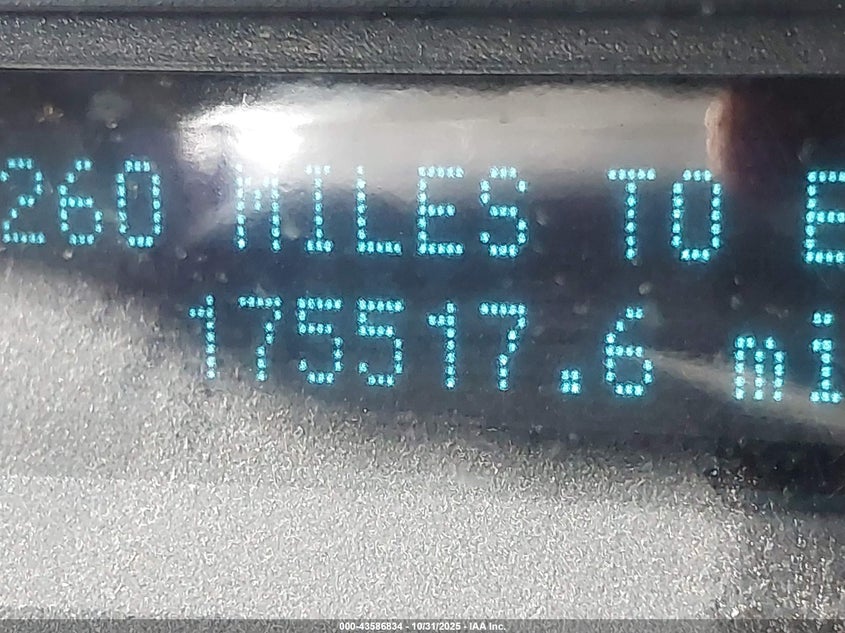 260 MILES TO E
175517.6 mi
000-43586834 - 10/31/2025 - IAA Inc.